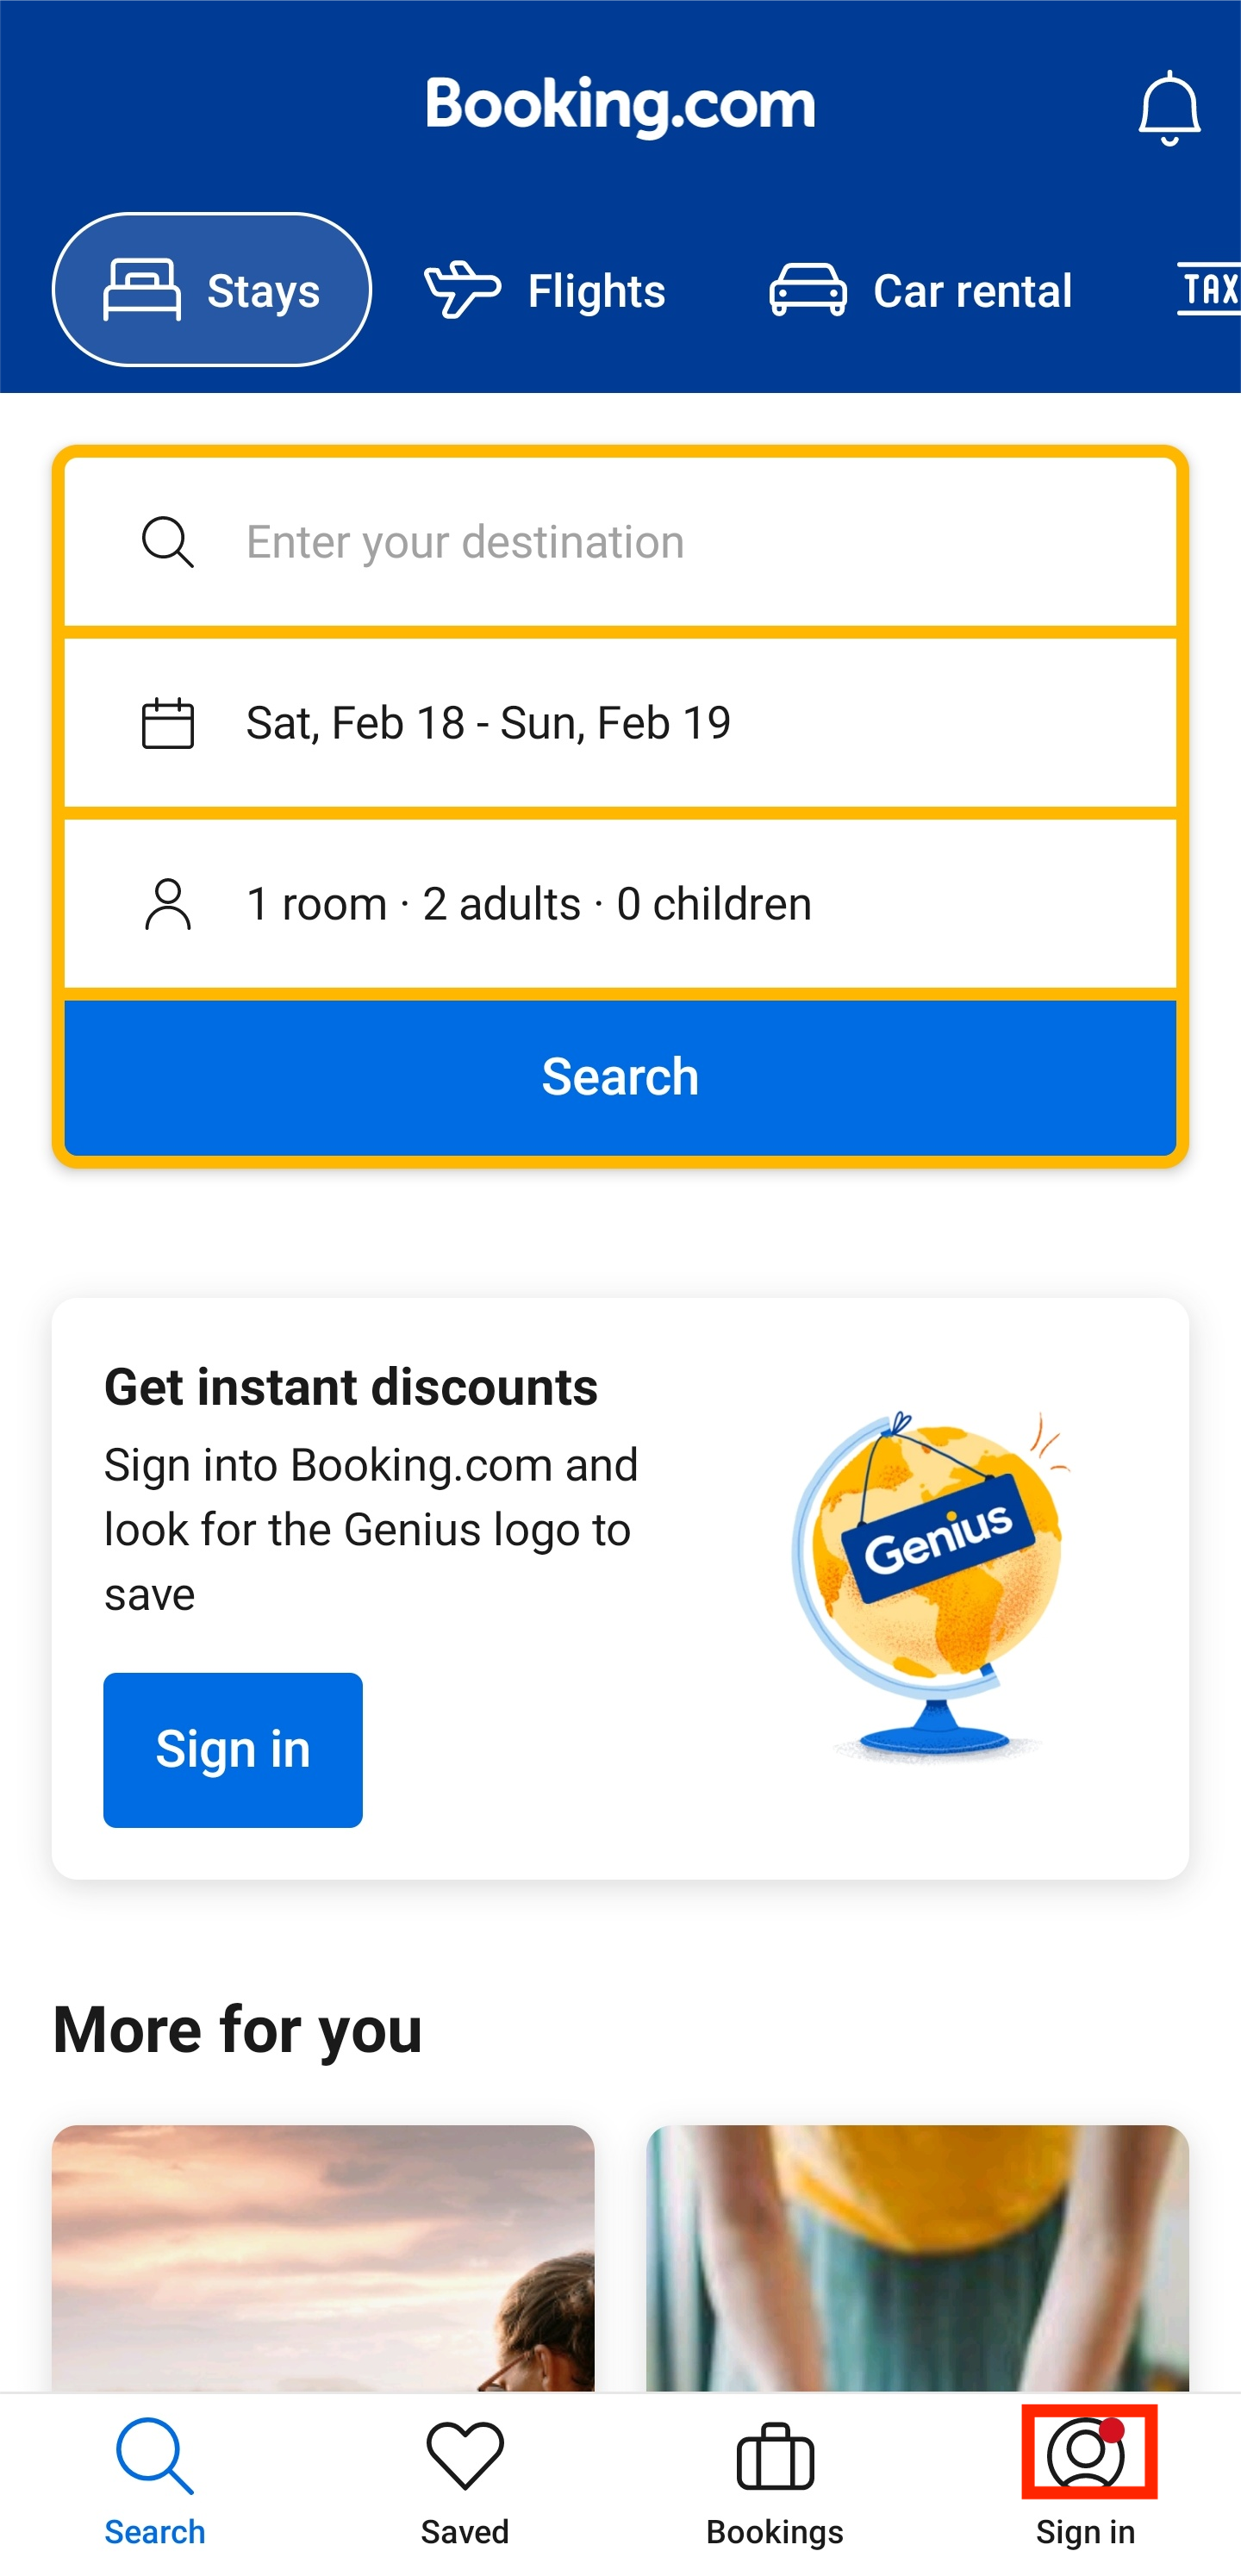 Booking.com
Stays
Flights
Car rental
TAX
Enter your destination
Sat, Feb 18 - Sun, Feb 19
1 room · 2 adults · 0 children
Search
Get instant discounts
Sign into Booking.com and
look for the Genius logo to
save
Genius
Sign in
More for you
Search
Saved
Bookings
Sign in